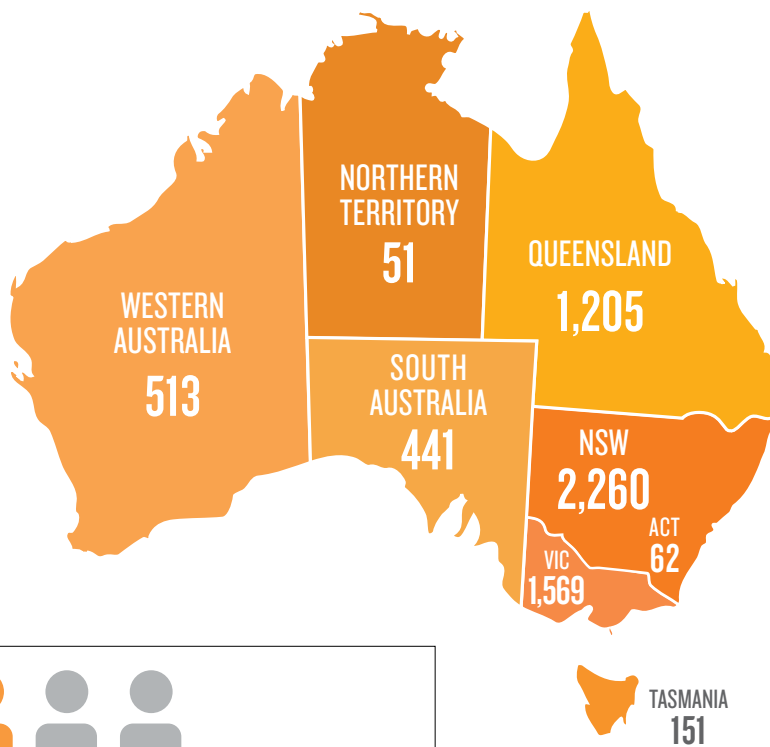 NORTHERN
TERRITORY
51
QUEENSLAND
1,205
WESTERN
AUSTRALIA
513
SOUTH
AUSTRALIA
441
NSW
2,260
ACT
62
VIC
1,569
TASMANIA
151